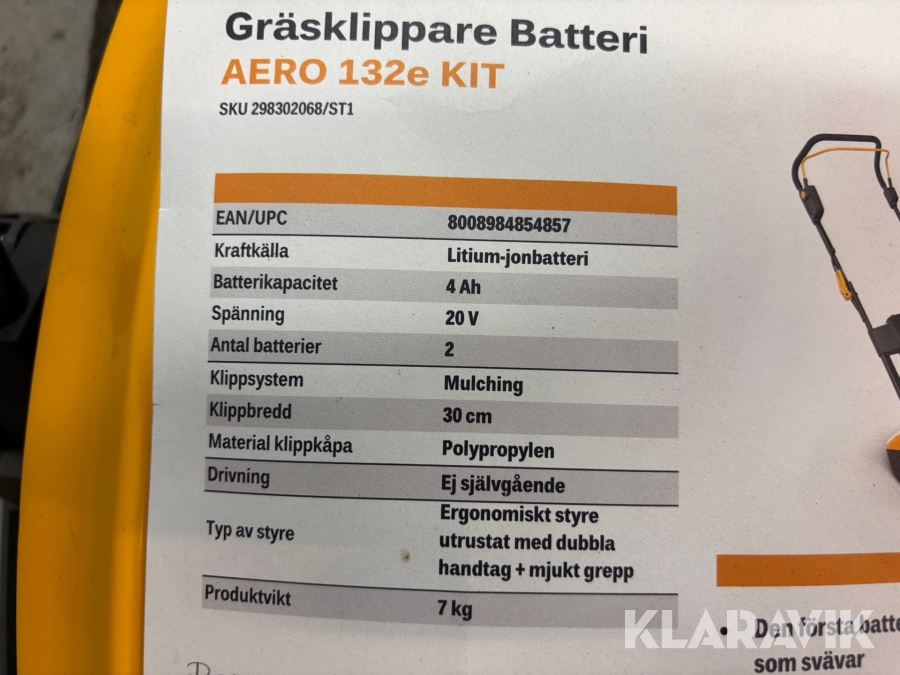 Gräsklippare Batteri
AERO 132e KIT
SKU 298302068/ST1
EAN/UPC 8008984854857
Kraftkälla Litium-jonbatteri
Batterikapacitet 4 Ah
Spänning 20 V
Antal batterier 2
Klippsystem Mulching
Klippbredd 30 cm
Material klippkåpa Polypropylen
Drivning Ej självgående
Typ av styre Ergonomiskt styre
utrustat med dubbla
handtag + mjukt grepp
Produktvikt 7 kg
• Den första batte
som svävar
KLARAVIK